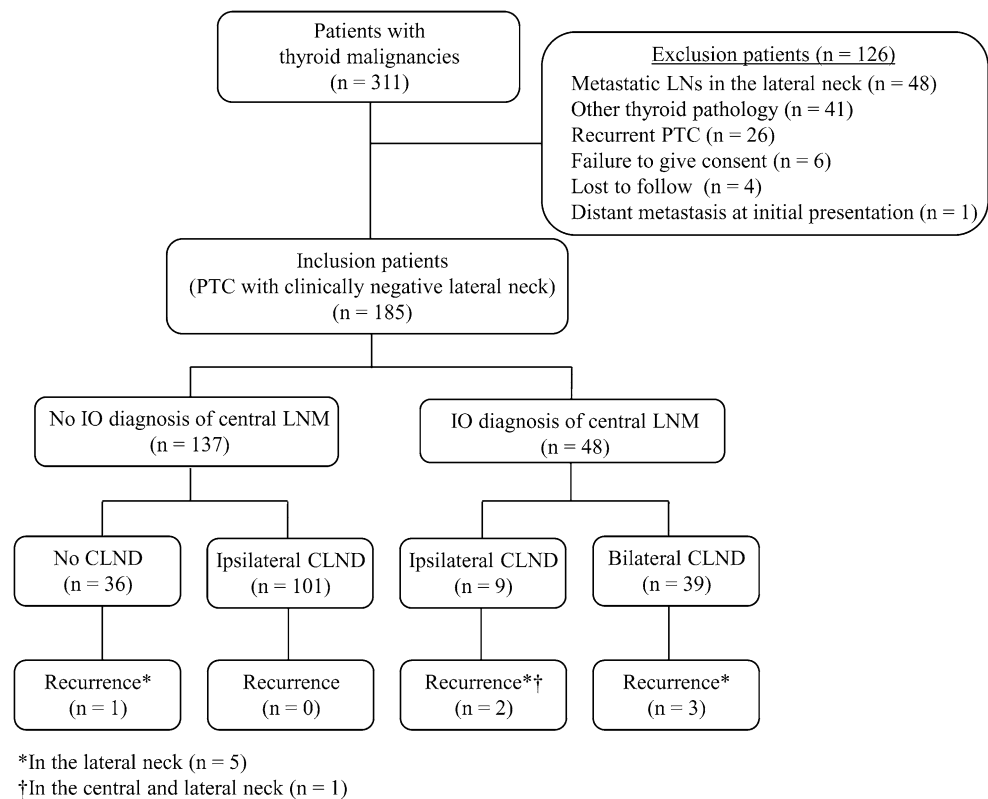 Patients with
thyroid malignancies
(n = 311)
Exclusion patients (n = 126)
Metastatic LNs in the lateral neck (n = 48)
Other thyroid pathology (n = 41)
Recurrent PTC (n = 26)
Failure to give consent (n = 6)
Lost to follow (n = 4)
Distant metastasis at initial presentation (n = 1)
Inclusion patients
(PTC with clinically negative lateral neck)
(n = 185)
No IO diagnosis of central LNM
(n = 137)
IO diagnosis of central LNM
(n = 48)
No CLND
(n = 36)
Ipsilateral CLND
(n = 101)
Ipsilateral CLND
(n = 9)
Bilateral CLND
(n = 39)
Recurrence*
(n = 1)
Recurrence
(n = 0)
Recurrence*†
(n = 2)
Recurrence*
(n = 3)
*In the lateral neck (n = 5)
†In the central and lateral neck (n = 1)